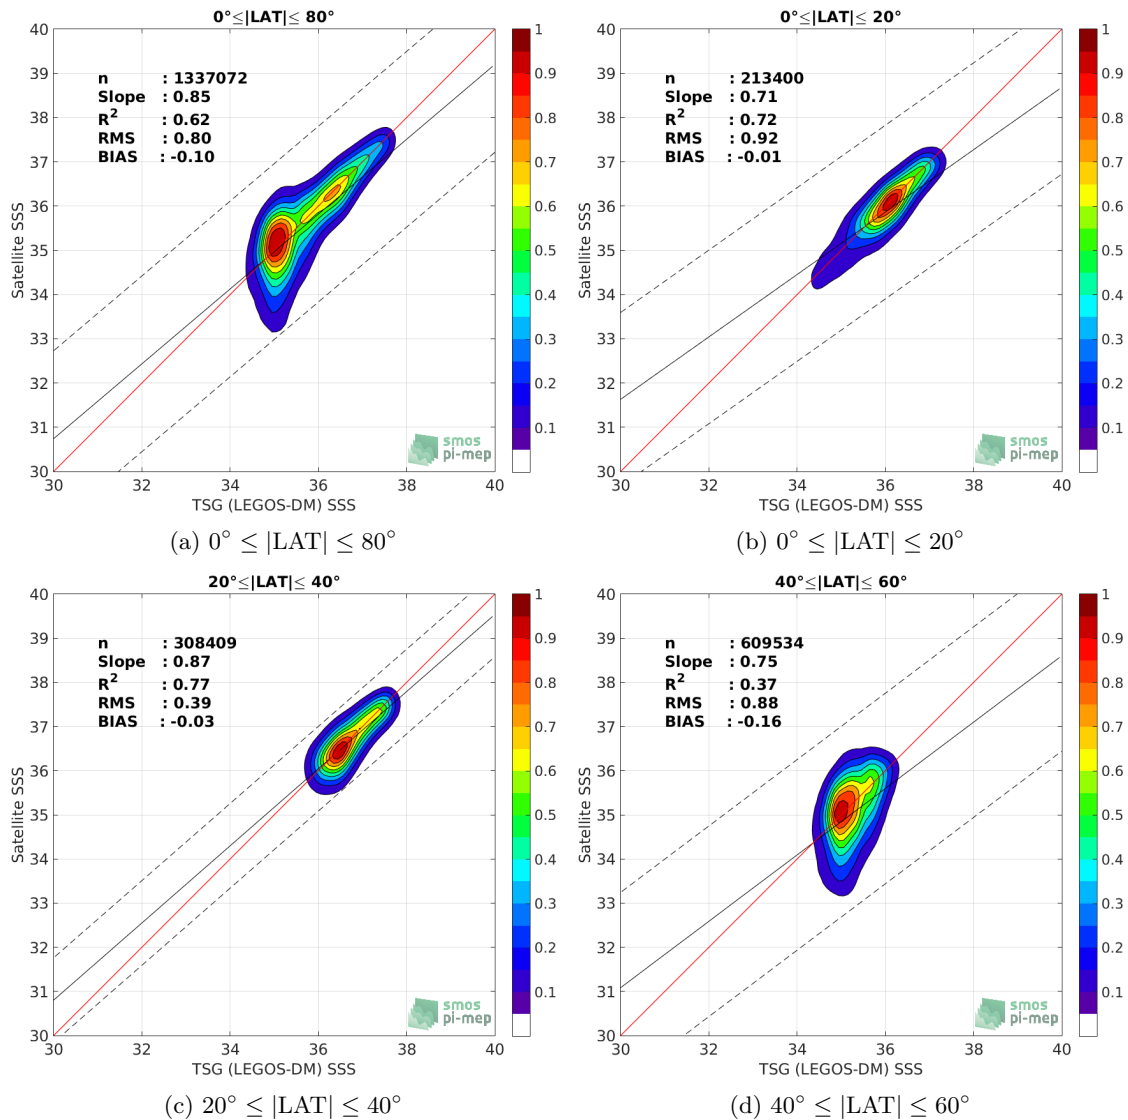 0°≤|LAT|≤ 80°
n : 1337072
Slope : 0.85
R2 : 0.62
RMS : 0.80
BIAS : -0.10
40
39
38
37
36
35
34
33
32
31
30
30 32 34 36 38 40
Satellite SSS
TSG (LEGOS-DM) SSS
1
0.9
0.8
0.7
0.6
0.5
0.4
0.3
0.2
0.1
smos
pi-mep
(a) 0° ≤ |LAT| ≤ 80°
0°≤|LAT|≤ 20°
n : 213400
Slope : 0.71
R2 : 0.72
RMS : 0.92
BIAS : -0.01
40
39
38
37
36
35
34
33
32
31
30
30 32 34 36 38 40
Satellite SSS
TSG (LEGOS-DM) SSS
1
0.9
0.8
0.7
0.6
0.5
0.4
0.3
0.2
0.1
smos
pi-mep
(b) 0° ≤ |LAT| ≤ 20°
20°≤|LAT|≤ 40°
n : 308409
Slope : 0.87
R2 : 0.77
RMS : 0.39
BIAS : -0.03
40
39
38
37
36
35
34
33
32
31
30
30 32 34 36 38 40
Satellite SSS
TSG (LEGOS-DM) SSS
1
0.9
0.8
0.7
0.6
0.5
0.4
0.3
0.2
0.1
smos
pi-mep
(c) 20° ≤ |LAT| ≤ 40°
40°≤|LAT|≤ 60°
n : 609534
Slope : 0.75
R2 : 0.37
RMS : 0.88
BIAS : -0.16
40
39
38
37
36
35
34
33
32
31
30
30 32 34 36 38 40
Satellite SSS
TSG (LEGOS-DM) SSS
1
0.9
0.8
0.7
0.6
0.5
0.4
0.3
0.2
0.1
smos
pi-mep
(d) 40° ≤ |LAT| ≤ 60°